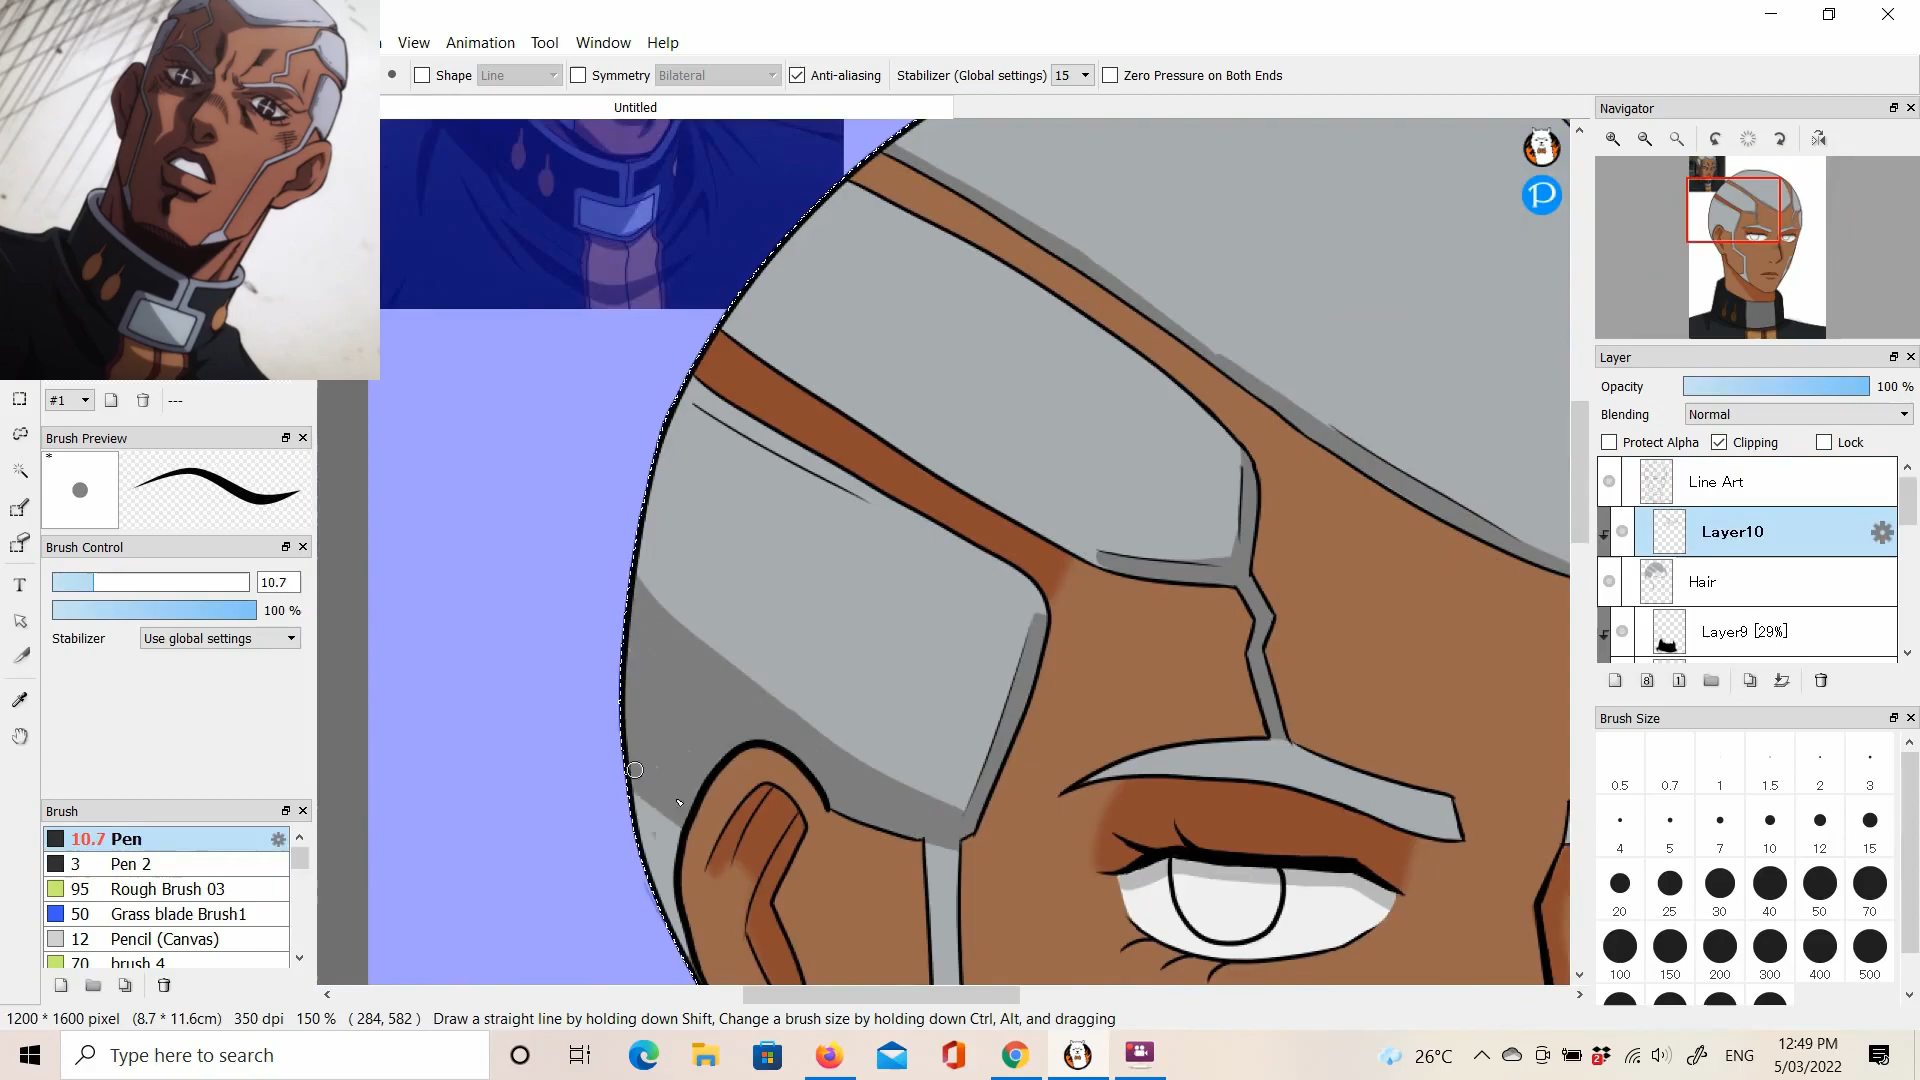 View Animation Tool Window Help
Shape Line Symmetry Bilateral Anti-aliasing Stabilizer (Global settings) 15 Zero Pressure on Both Ends
Untitled
Navigator
#1 ---
Brush Preview
*
Brush Control
10.7
100 %
Stabilizer Use global settings
Brush
10.7 Pen
3 Pen 2
95 Rough Brush 03
50 Grass blade Brush1
12 Pencil (Canvas)
70 brush 4
P
Layer
Opacity 100 %
Blending Normal
Protect Alpha Clipping Lock
Line Art
Layer10
Hair
Layer9 [29%]
8 1
Brush Size
0.5 0.7 1 1.5 2 3
4 5 7 10 12 15
20 25 30 40 50 70
100 150 200 300 400 500
1200 * 1600 pixel (8.7 * 11.6cm) 350 dpi 150 % ( 284, 582 ) Draw a straight line by holding down Shift, Change a brush size by holding down Ctrl, Alt, and dragging
Type here to search
2
26°C ENG
12:49 PM
5/03/2022